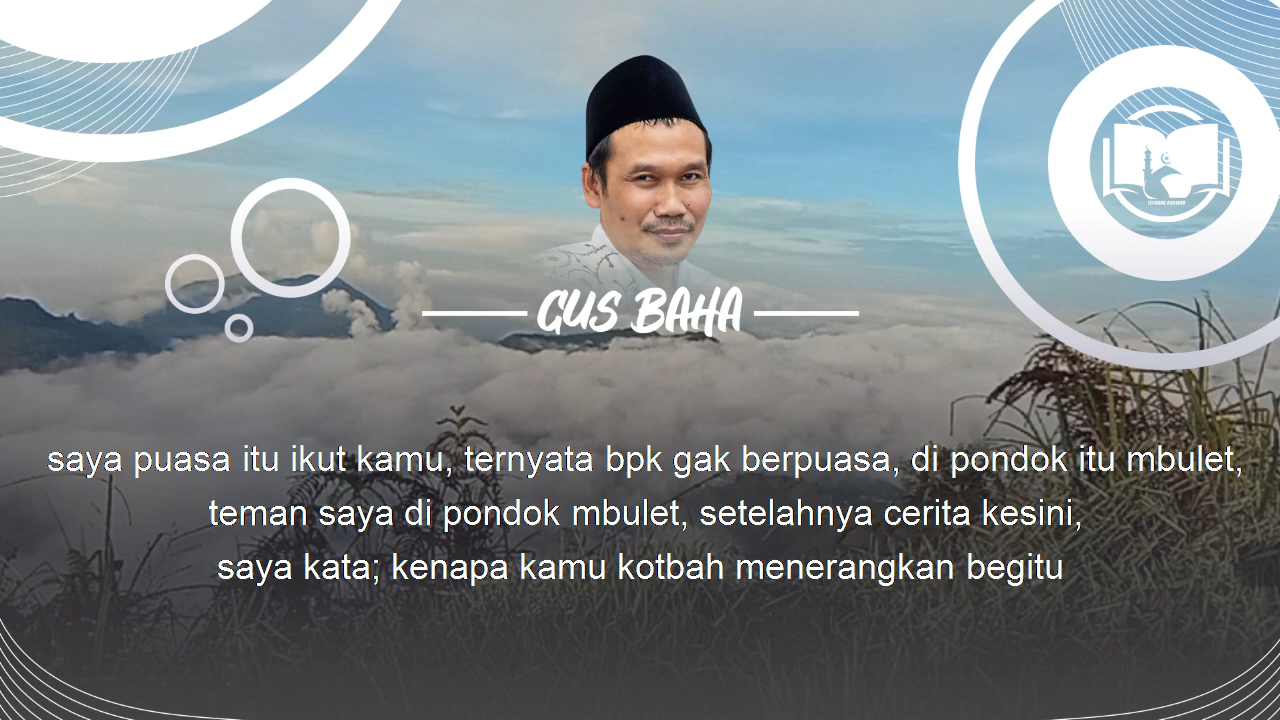 GUS BAHA
saya puasa itu ikut kamu, ternyata bpk gak berpuasa, di pondok itu mbulet,
teman saya di pondok mbulet, setelahnya cerita kesini,
saya kata; kenapa kamu kotbah menerangkan begitu